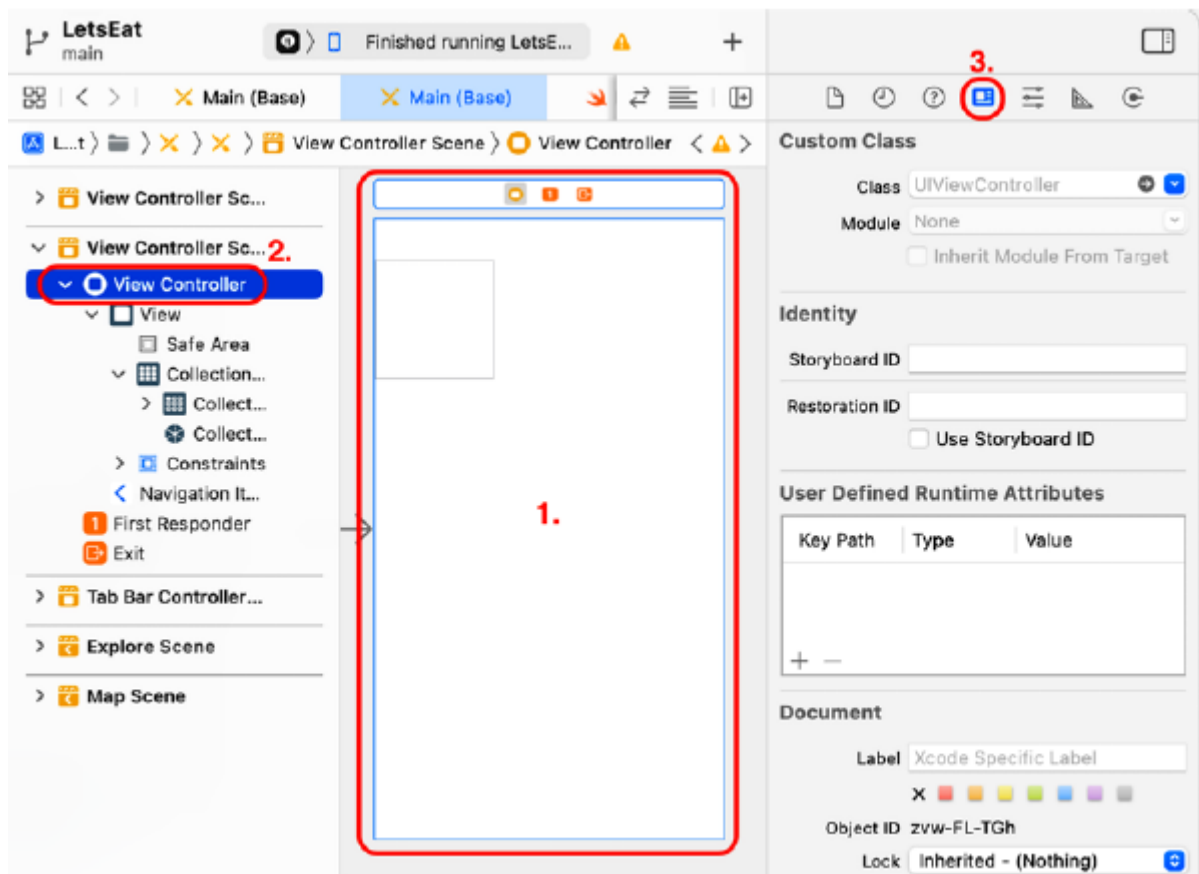 LetsEat
main
Finished running LetsE...
3.
Main (Base)
Main (Base)
L...t
View Controller Scene
View Controller
View Controller Sc...
View Controller Sc...
2.
View Controller
View
Safe Area
Collection...
Collect...
Collect...
Constraints
Navigation It...
1 First Responder
Exit
Tab Bar Controller...
Explore Scene
Map Scene
1
1.
Custom Class
Class UIViewController
Module None
Inherit Module From Target
Identity
Storyboard ID
Restoration ID
Use Storyboard ID
User Defined Runtime Attributes
Key Path Type Value
Document
Label Xcode Specific Label
Object ID zvw-FL-TGh
Lock Inherited - (Nothing)